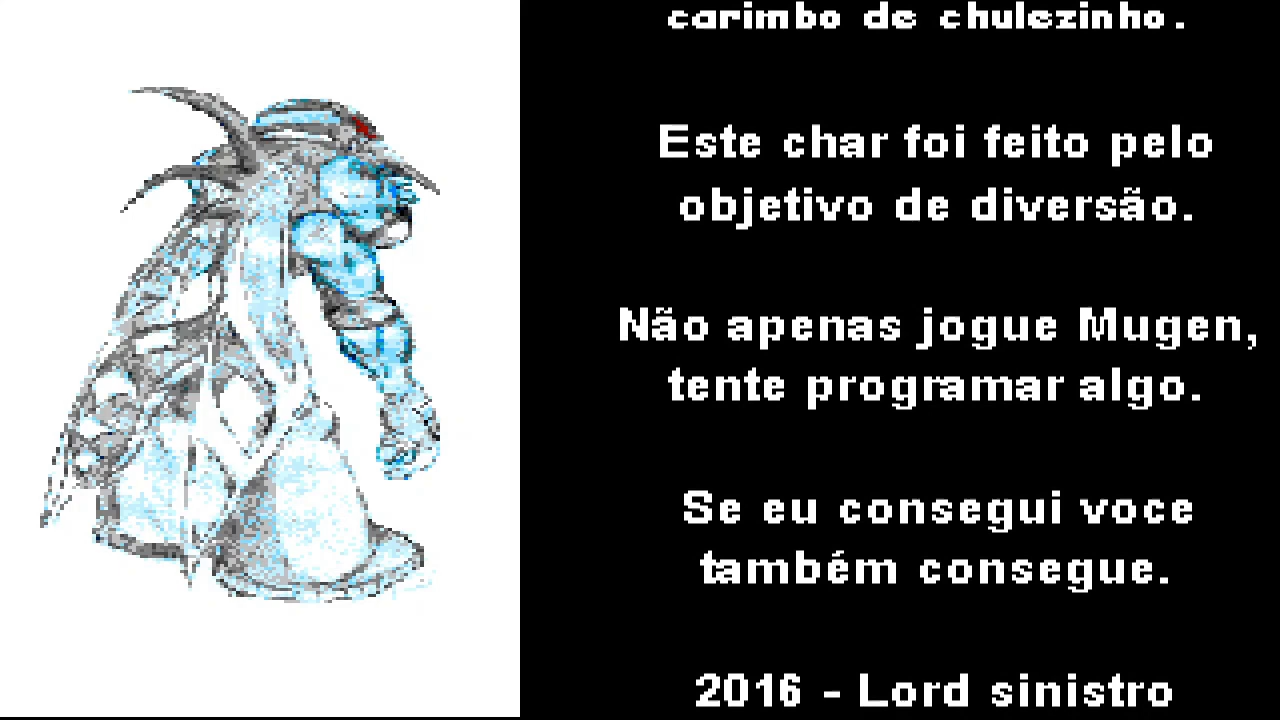 carimbo de chulezinho.
Este char foi feito pelo
objetivo de diversão.
Não apenas jogue Mugen,
tente programar algo.
Se eu consegui voce
também consegue.
2016 - Lord sinistro